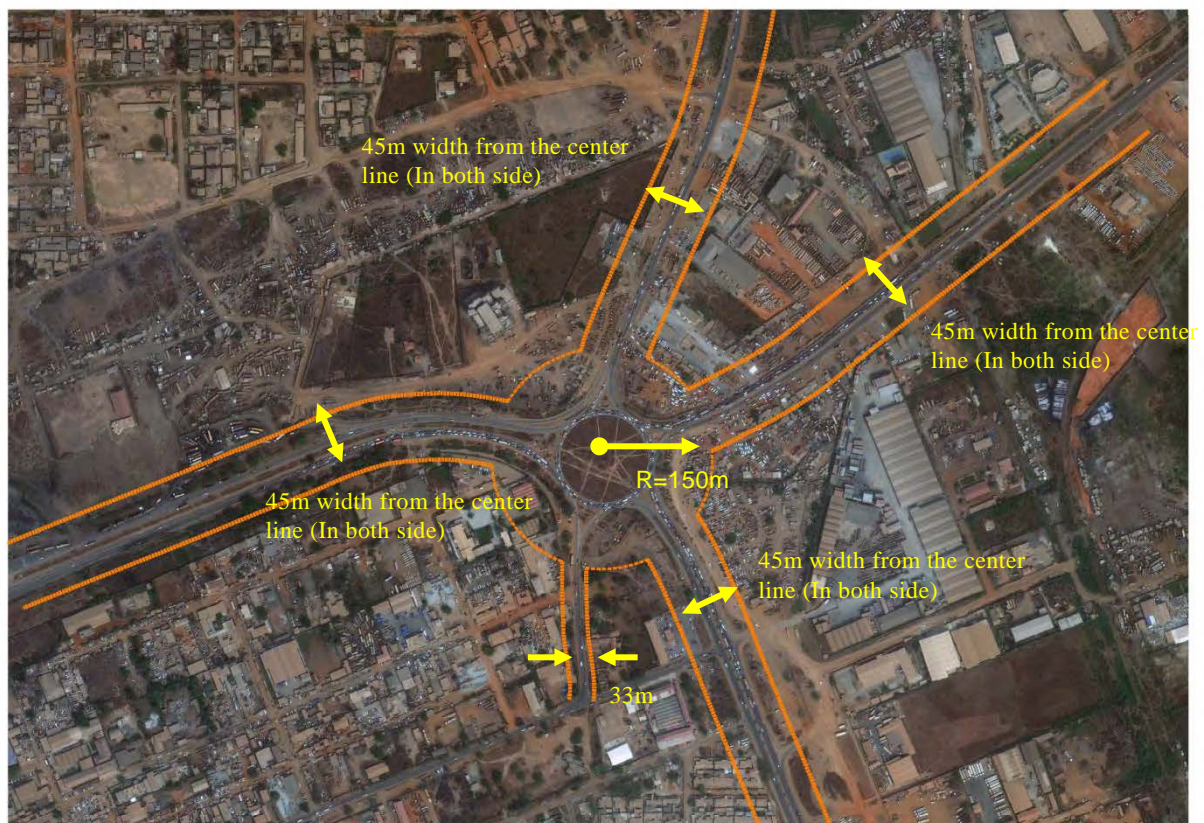 45m width from the center
line (In both side)
45m width from the center
line (In both side)
R=150m
45m width from the center
line (In both side)
45m width from the center
line (In both side)
33m